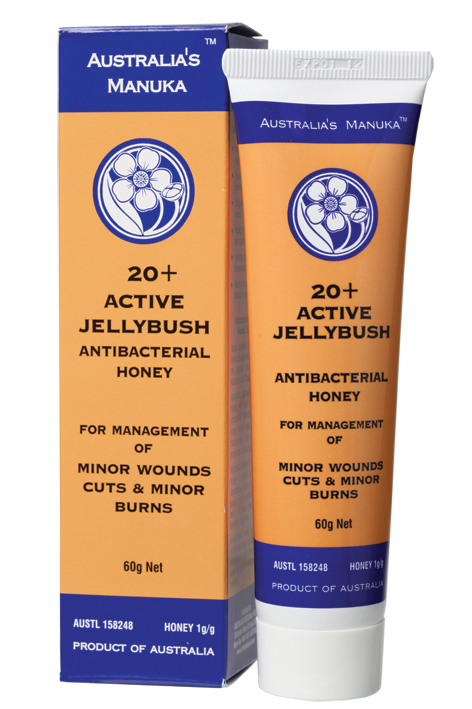 AUSTRALIA'S
MANUKA
™
20+
ACTIVE
JELLYBUSH
ANTIBACTERIAL
HONEY
FOR MANAGEMENT
OF
MINOR WOUNDS
CUTS & MINOR
BURNS
60g Net
AUSTL 158248 HONEY 1g/g
PRODUCT OF AUSTRALIA
AUSTRALIA'S MANUKA™
20+
ACTIVE
JELLYBUSH
ANTIBACTERIAL
HONEY
FOR MANAGEMENT
OF
MINOR WOUNDS
CUTS & MINOR
BURNS
60g Net
AUSTL 158248 HONEY 1g/g
PRODUCT OF AUSTRALIA